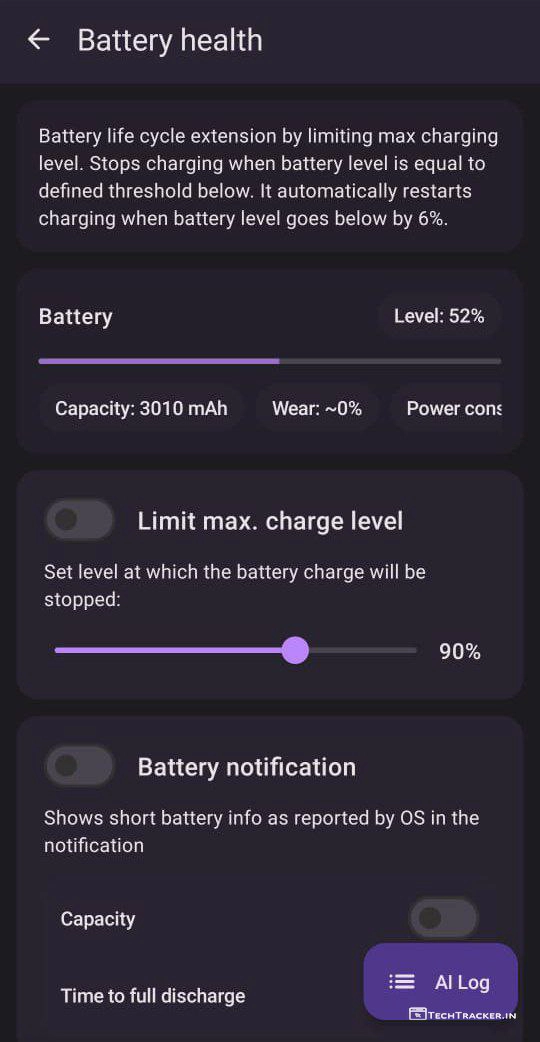 Battery health
Battery life cycle extension by limiting max charging
level. Stops charging when battery level is equal to
defined threshold below. It automatically restarts
charging when battery level goes below by 6%.
Battery
Level: 52%
Capacity: 3010 mAh
Wear: ~0%
Power cons
Limit max. charge level
Set level at which the battery charge will be
stopped:
90%
Battery notification
Shows short battery info as reported by OS in the
notification
Capacity
Time to full discharge
AI Log
TECHTRACKER.IN